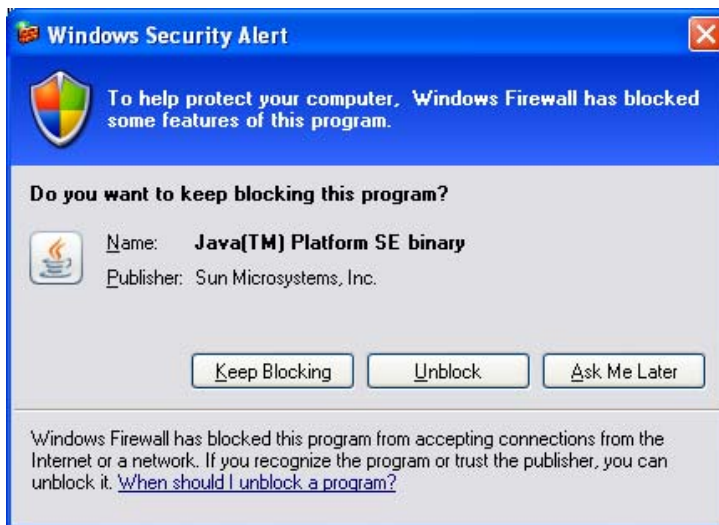 Windows Security Alert
To help protect your computer, Windows Firewall has blocked
some features of this program.
Do you want to keep blocking this program?
Name: Java(TM) Platform SE binary
Publisher: Sun Microsystems, Inc.
Keep Blocking Unblock Ask Me Later
Windows Firewall has blocked this program from accepting connections from the
Internet or a network. If you recognize the program or trust the publisher, you can
unblock it. When should I unblock a program?